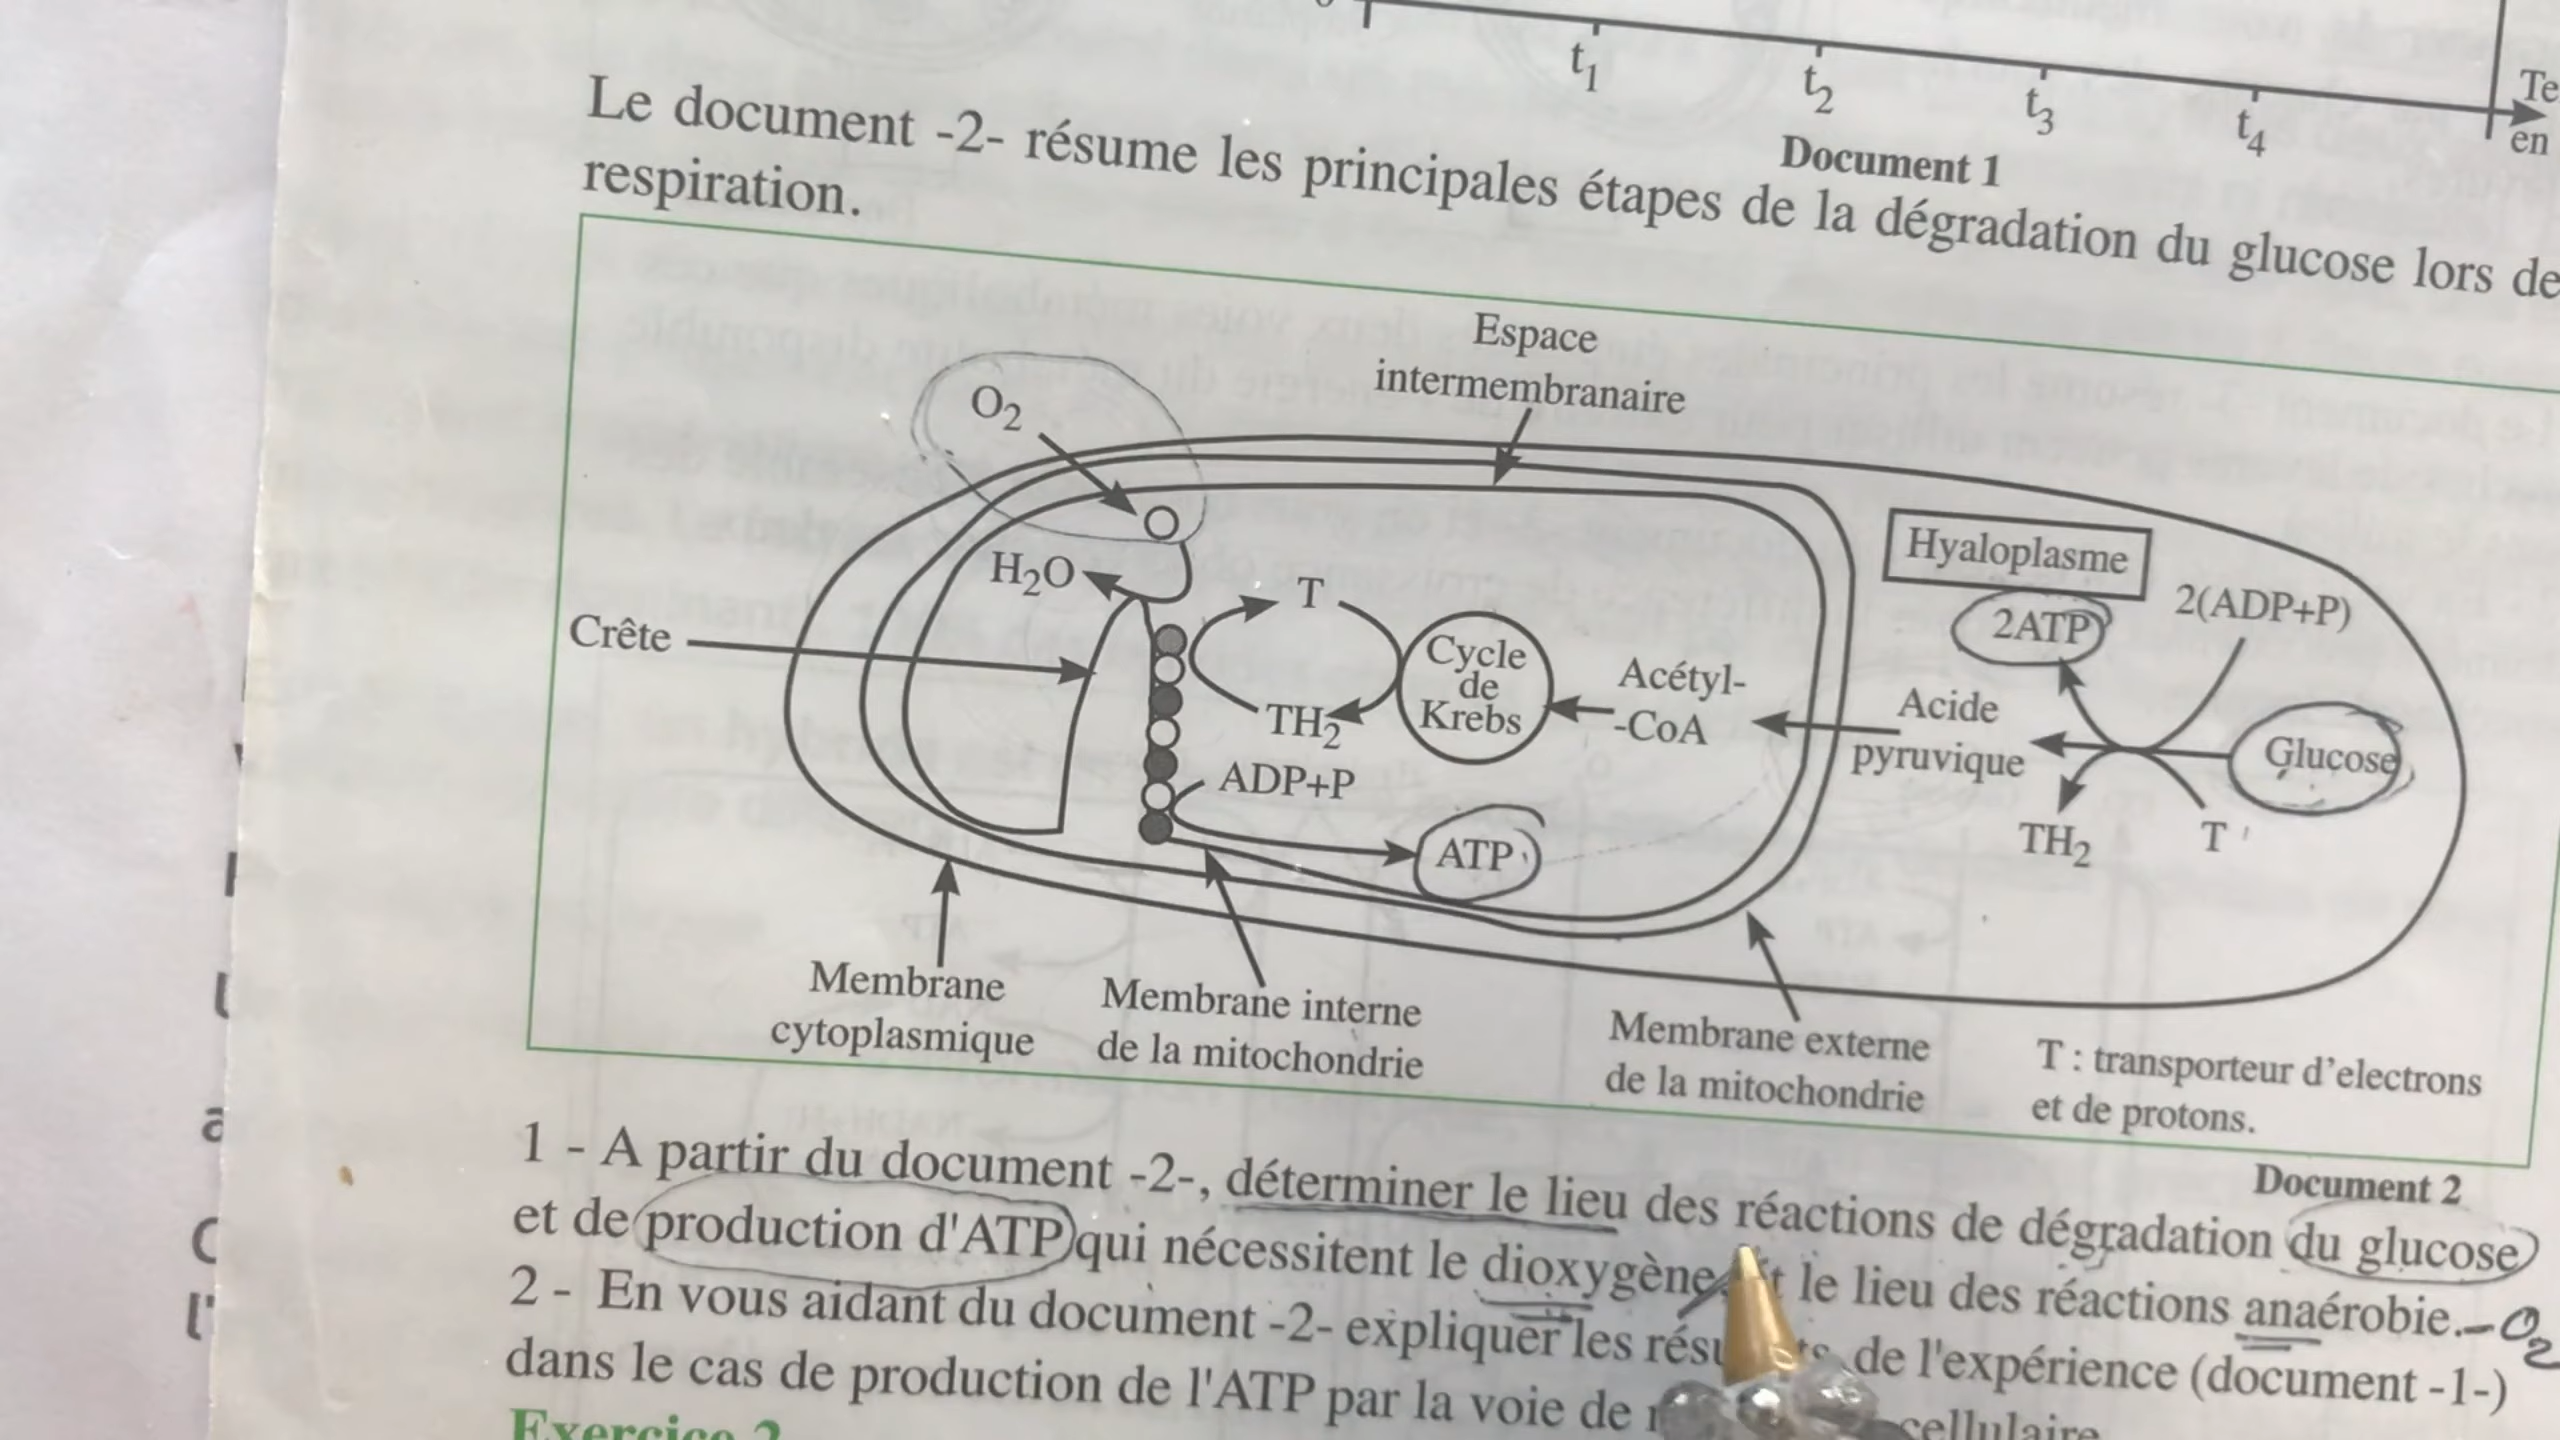 t1 t2 t3 t4
Te
en
Document 1
Le document -2- résume les principales étapes de la dégradation du glucose lors de
respiration.
Espace
intermembranaire
O2
Hyaloplasme
H2O
T
2ATP
2(ADP+P)
Crête
Cycle
de
Krebs
Acétyl-
-CoA
Acide
pyruvique
Glucose
TH2
ADP+P
TH2
T
ATP
Membrane
cytoplasmique
Membrane interne
de la mitochondrie
Membrane externe
de la mitochondrie
T : transporteur d'electrons
et de protons.
Document 2
1 - A partir du document -2-, déterminer le lieu des réactions de dégradation du glucose
et de production d'ATP qui nécessitent le dioxygène et le lieu des réactions anaérobie. - O2
2 - En vous aidant du document -2- expliquer les de l'expérience (document -1-)
dans le cas de production de l'ATP par la voie de cellulaire
Exercice 2